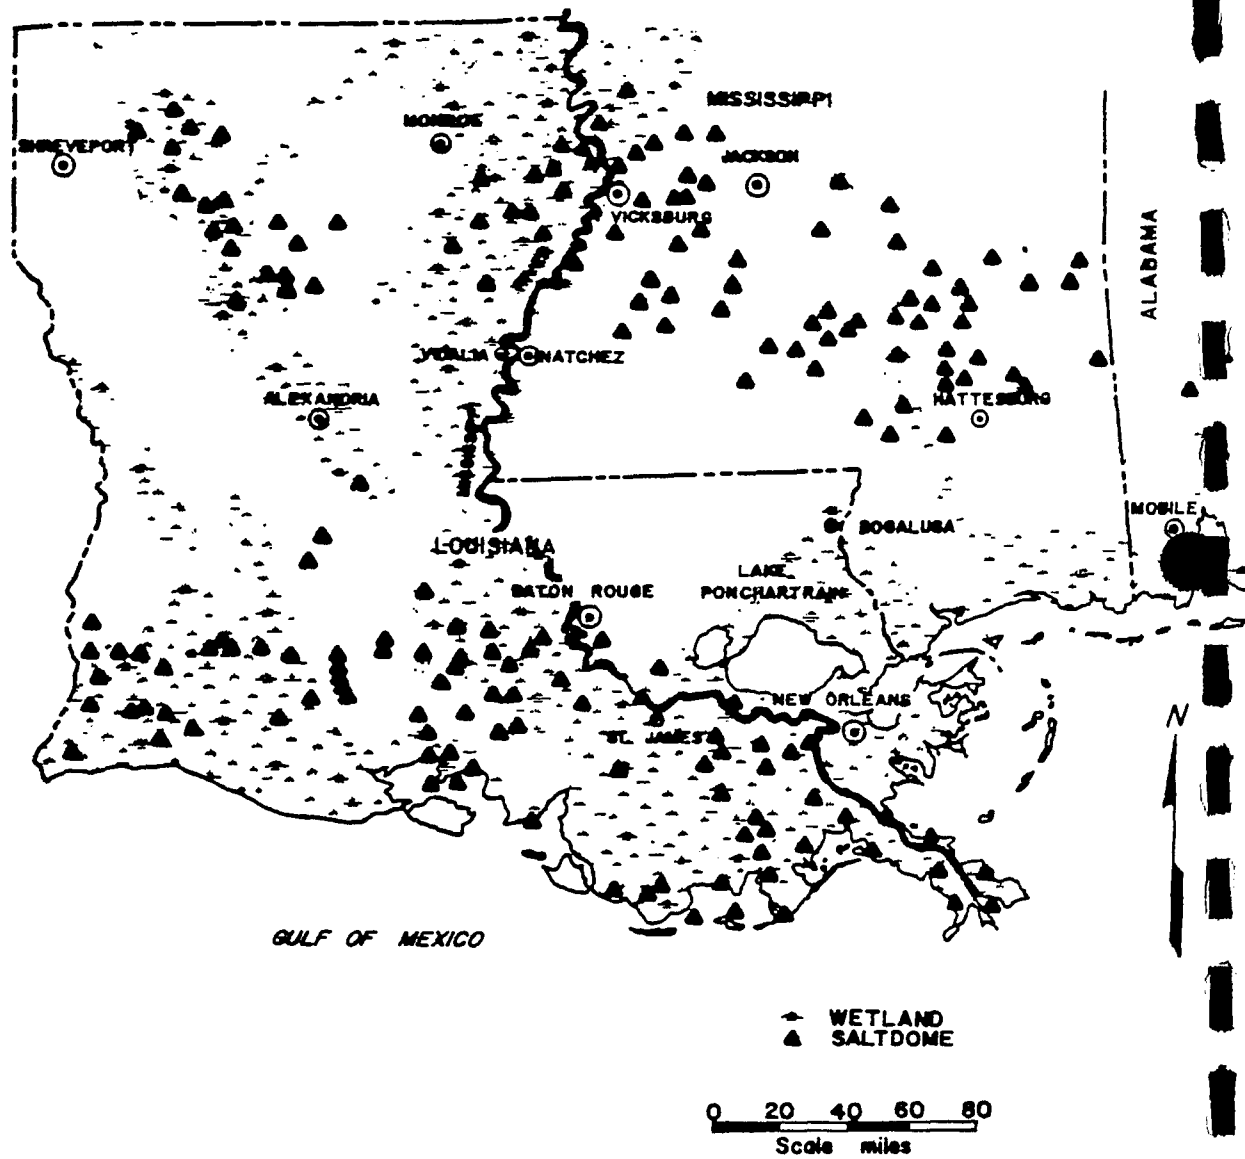 MISSISSIPPI
MONROE
SHREVEPORT
JACKSON
VICKSBURG
ALABAMA
VIDALIA
NATCHEZ
ALEXANDRIA
HATTESBURG
MOBILE
BOGALUSA
LOUISIANA
LAKE
PONCHARTRAIN
BATON ROUGE
NEW ORLEANS
ST. JAMES
N
GULF OF MEXICO
WETLAND
SALTDOME
0 20 40 60 80
Scale miles